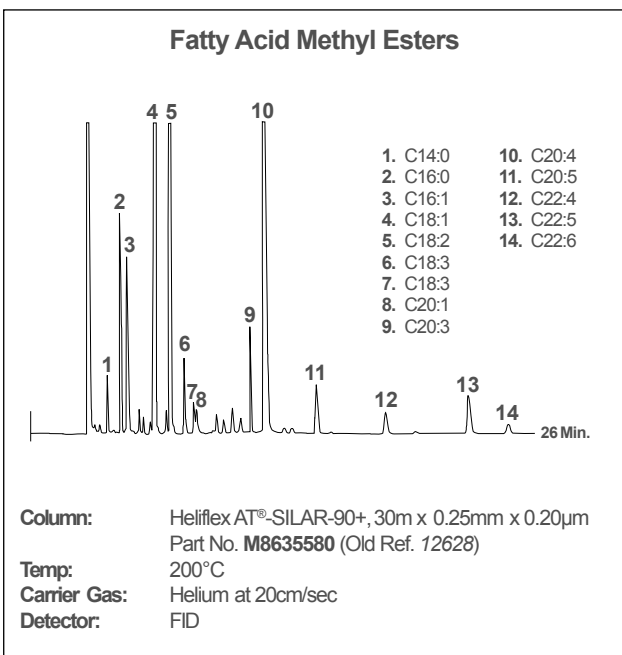 Fatty Acid Methyl Esters
4 5 10
1. C14:0
2. C16:0
3. C16:1
4. C18:1
5. C18:2
6. C18:3
7. C18:3
8. C20:1
9. C20:3
10. C20:4
11. C20:5
12. C22:4
13. C22:5
14. C22:6
2
3
9
6
1
7
8
11
12
13
14
26 Min.
Column: Heliflex AT®-SILAR-90+, 30m x 0.25mm x 0.20µm
Part No. M8635580 (Old Ref. 12628)
Temp: 200°C
Carrier Gas: Helium at 20cm/sec
Detector: FID